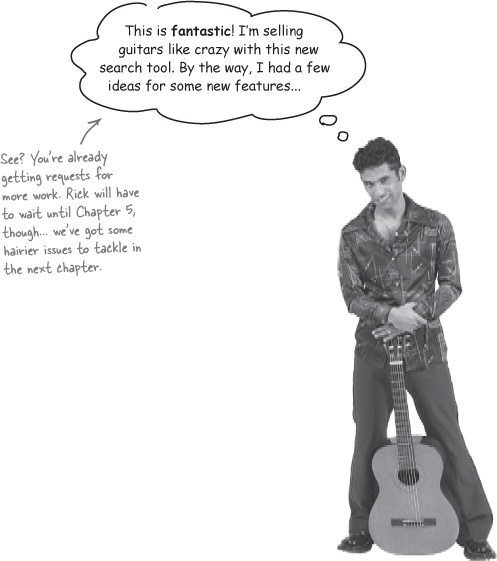 This is fantastic! I'm selling
guitars like crazy with this new
search tool. By the way, I had a few
ideas for some new features...
See? You're already
getting requests for
more work. Rick will have
to wait until Chapter 5,
though... we've got some
hairier issues to tackle in
the next chapter.